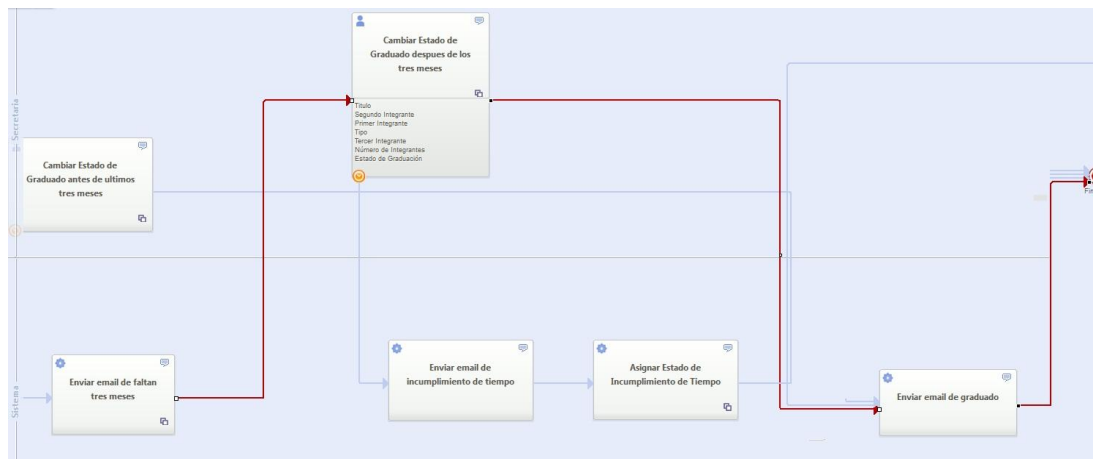 Secretaria
Cambiar Estado de
Graduado despues de los
tres meses
Titulo
Segundo Integrante
Primer Integrante
Tipo
Tercer Integrante
Número de Integrantes
Estado de Graduación
Cambiar Estado de
Graduado antes de ultimos
tres meses
Sistema
Enviar email de faltan
tres meses
Enviar email de
incumplimiento de tiempo
Asignar Estado de
Incumplimiento de Tiempo
Enviar email de graduado